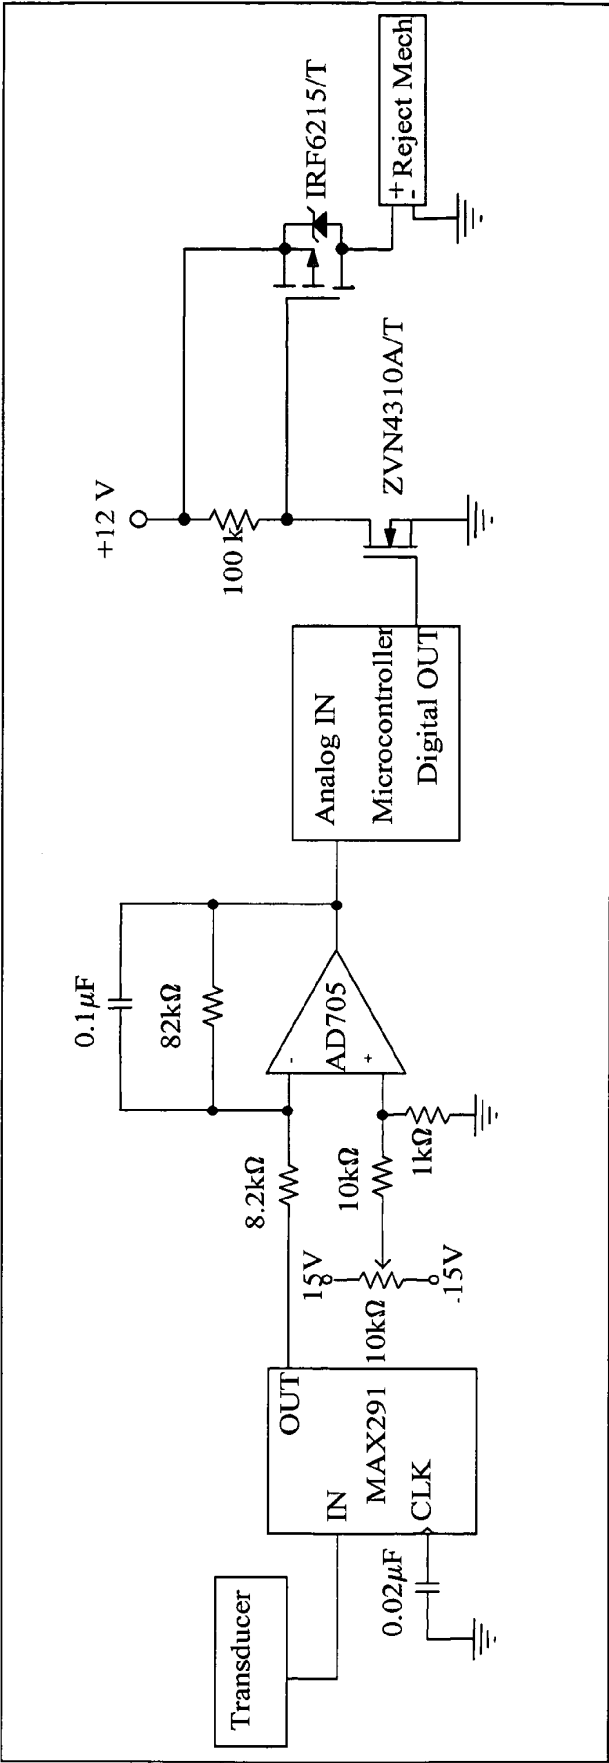 Transducer
IN
OUT
MAX291
CLK
0.02μF
8.2kΩ
15V
10kΩ
-15V
10kΩ
1kΩ
0.1μF
82kΩ
-
AD705
+
Analog IN
Microcontroller
Digital OUT
+12 V
100 k
ZVN4310A/T
IRF6215/T
+ Reject Mech
-